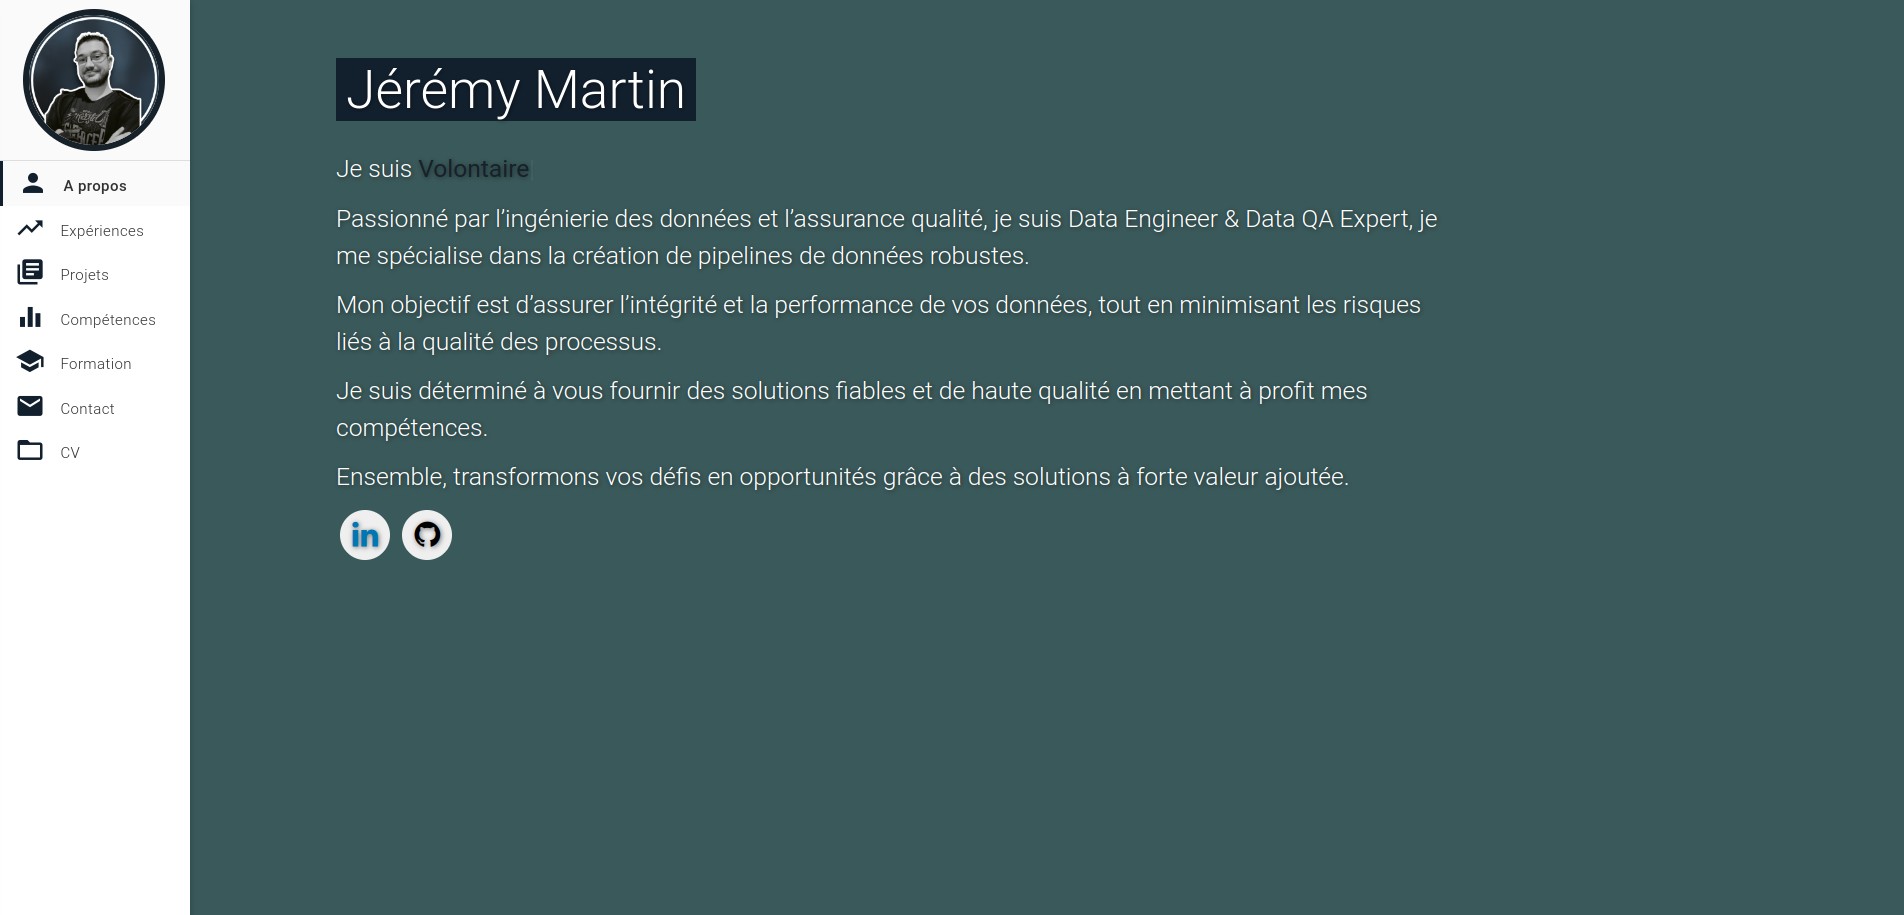 Jérémy Martin
A propos
Expériences
Projets
Compétences
Formation
Contact
CV
Je suis Volontaire
Passionné par l’ingénierie des données et l’assurance qualité, je suis Data Engineer & Data QA Expert, je
me spécialise dans la création de pipelines de données robustes.
Mon objectif est d’assurer l’intégrité et la performance de vos données, tout en minimisant les risques
liés à la qualité des processus.
Je suis déterminé à vous fournir des solutions fiables et de haute qualité en mettant à profit mes
compétences.
Ensemble, transformons vos défis en opportunités grâce à des solutions à forte valeur ajoutée.
in